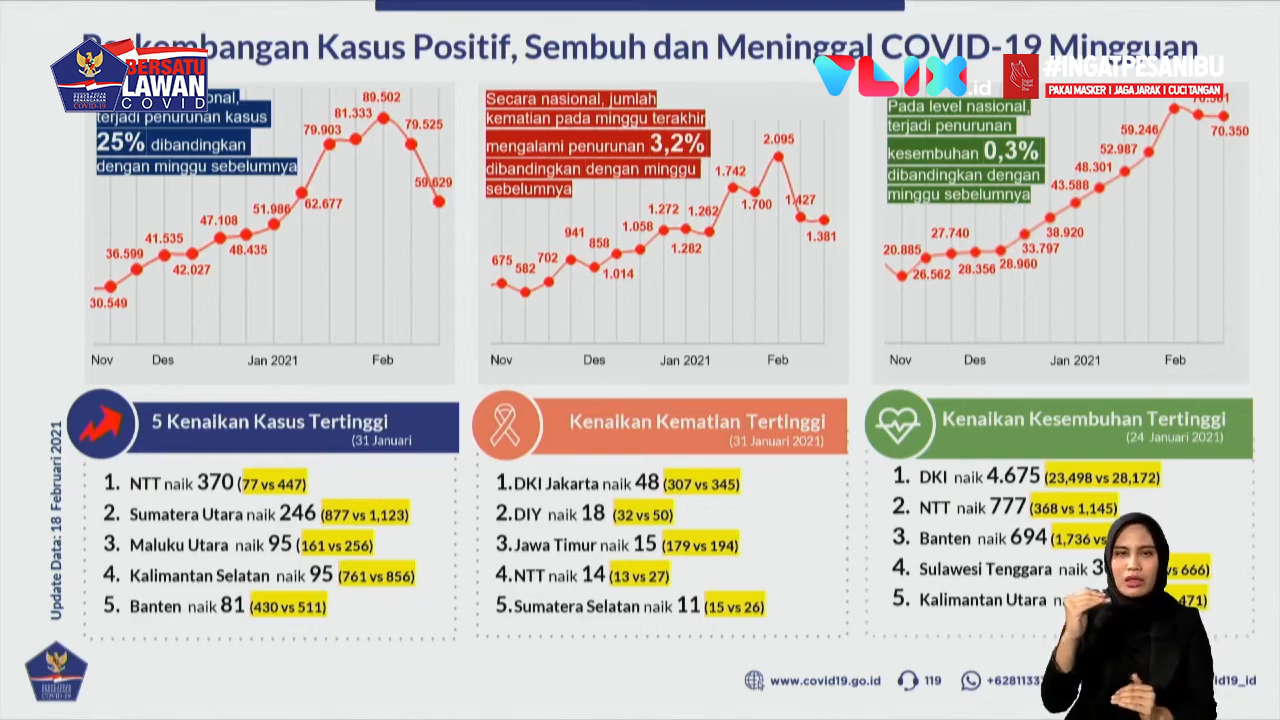 Perkembangan Kasus Positif, Sembuh dan Meninggal COVID-19 Mingguan
BERSATU
LAWAN
COVID
VLIX.id
#INGATPESANIBU
PAKAI MASKER | JAGA JARAK | CUCI TANGAN
terjadi penurunan kasus
25% dibandingkan
dengan minggu sebelumnya
30.549
36.599
41.535
42.027
47.108
48.435
51.986
62.677
79.903
81.333
89.502
79.525
59.629
Nov
Des
Jan 2021
Feb
Secara nasional, jumlah
kematian pada minggu terakhir
mengalami penurunan 3,2%
dibandingkan dengan minggu
sebelumnya
675
582
702
941
858
1.014
1.058
1.272
1.282
1.262
1.742
1.700
2.095
1.427
1.381
Nov
Des
Jan 2021
Feb
Pada level nasional,
terjadi penurunan
kesembuhan 0,3%
dibandingkan dengan
minggu sebelumnya
20.885
26.562
27.740
28.356
28.960
33.797
38.920
43.588
48.301
52.987
59.246
70.350
Nov
Des
Jan 2021
Feb
Update Data: 18 Februari 2021
5 Kenaikan Kasus Tertinggi
(31 Januari
1. NTT naik 370 (77 vs 447)
2. Sumatera Utara naik 246 (877 vs 1,123)
3. Maluku Utara naik 95 (161 vs 256)
4. Kalimantan Selatan naik 95 (761 vs 856)
5. Banten naik 81 (430 vs 511)
Kenaikan Kematian Tertinggi
(31 Januari 2021)
1.DKI Jakarta naik 48 (307 vs 345)
2.DIY naik 18 (32 vs 50)
3.Jawa Timur naik 15 (179 vs 194)
4.NTT naik 14 (13 vs 27)
5.Sumatera Selatan naik 11 (15 vs 26)
Kenaikan Kesembuhan Tertinggi
(24 Januari 2021)
1. DKI naik 4.675 (23,498 vs 28,172)
2. NTT naik 777 (368 vs 1,145)
3. Banten naik 694 (1,736 vs
4. Sulawesi Tenggara naik vs 666)
5. Kalimantan Utara 471)
www.covid19.go.id
119